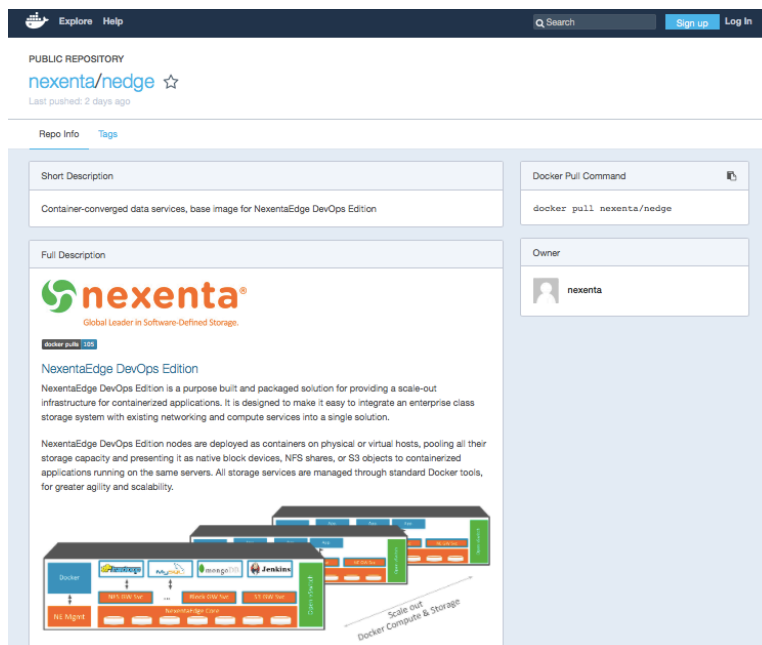 Explore Help
Search
Sign up Log In
PUBLIC REPOSITORY
nexenta/nedge
Last pushed: 2 days ago
Repo Info Tags
Short Description
Container-converged data services, base image for NexentaEdge DevOps Edition
Docker Pull Command
docker pull nexenta/nedge
Full Description
Owner
nexenta
nexenta®
Global Leader in Software-Defined Storage.
docker pulls 105
NexentaEdge DevOps Edition
NexentaEdge DevOps Edition is a purpose built and packaged solution for providing a scale-out
infrastructure for containerized applications. It is designed to make it easy to integrate an enterprise class
storage system with existing networking and compute services into a single solution.
NexentaEdge DevOps Edition nodes are deployed as containers on physical or virtual hosts, pooling all their
storage capacity and presenting it as native block devices, NFS shares, or S3 objects to containerized
applications running on the same servers. All storage services are managed through standard Docker tools,
for greater agility and scalability.
Docker
MySQL
mongoDB
Jenkins
NFS GW Svc
...
Block GW Svc
S3 GW Svc
NE Mgmt
NexentaEdge Core
Open vSwitch
Scale out
Docker Compute & Storage